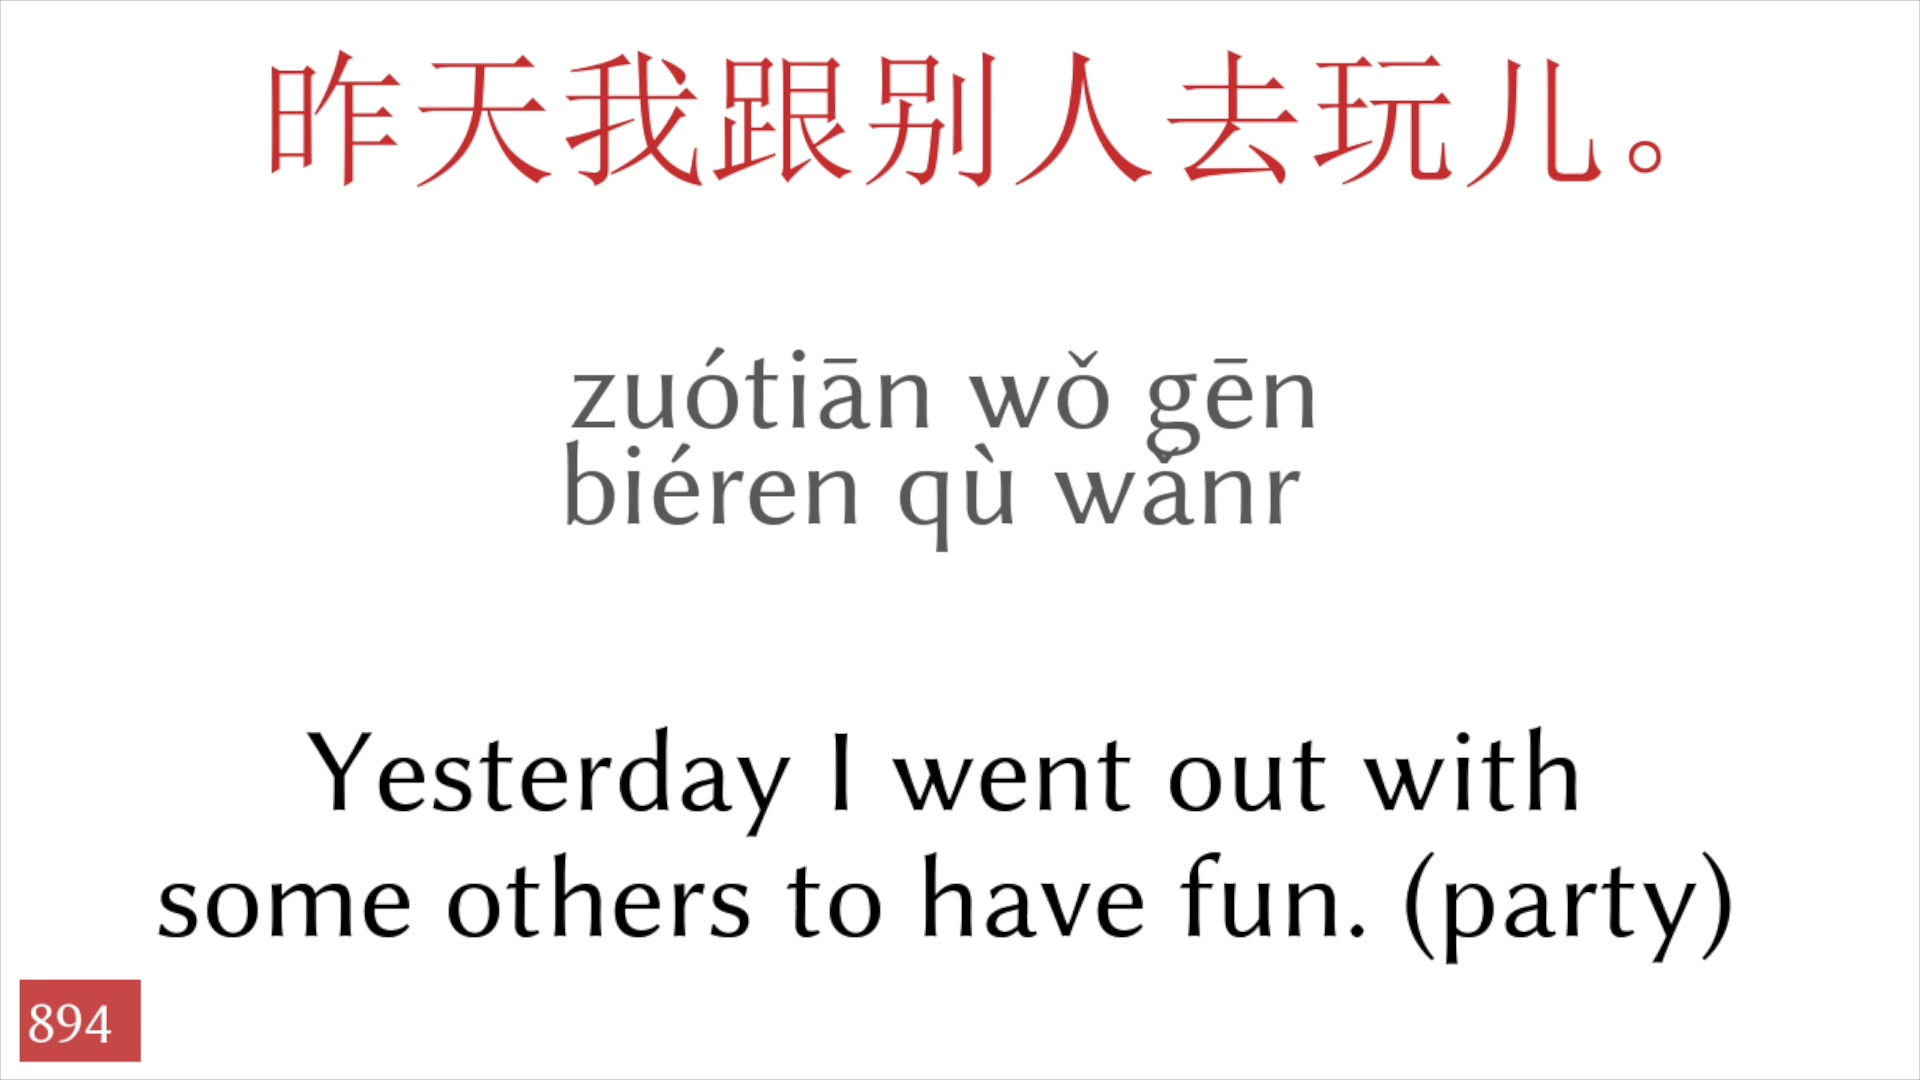 昨天我跟别人去玩儿。
zuótiān wǒ gēn
biéren qù wǎnr
Yesterday I went out with
some others to have fun. (party)
894